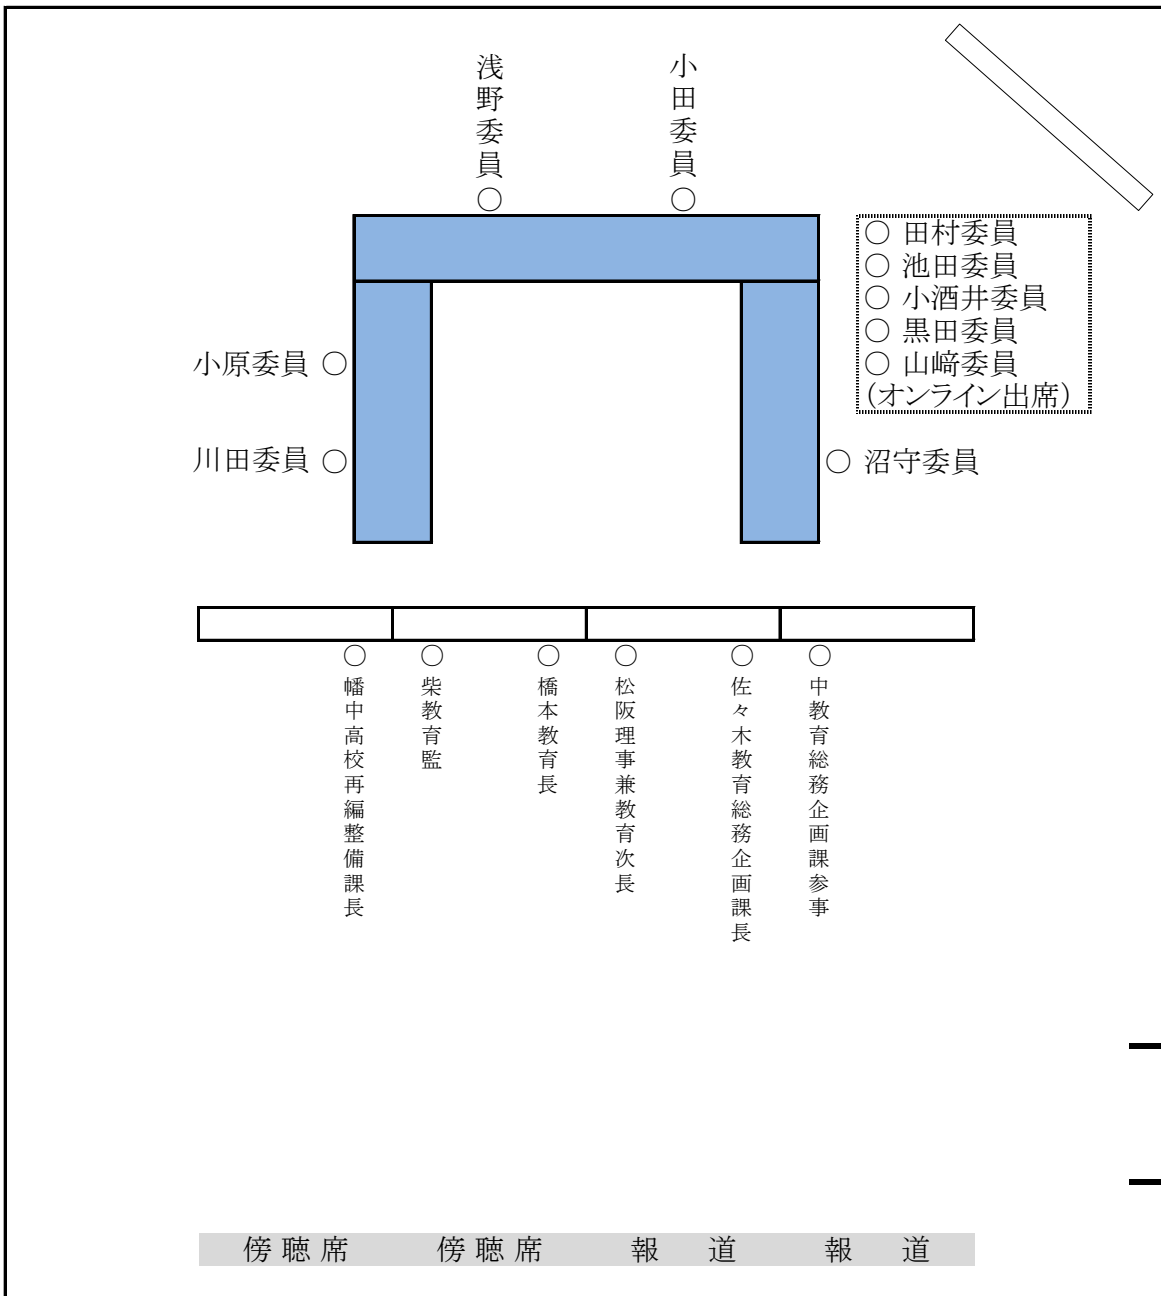 浅野委員○
小田委員○
○ 田村委員
○ 池田委員
○ 小酒井委員
○ 黒田委員
○ 山﨑委員
(オンライン出席)
小原委員 ○
川田委員 ○
○ 沼守委員
○幡中高校再編整備課長
○柴教育監
○橋本教育長
○松阪理事兼教育次長
○佐々木教育総務企画課長
○中教育総務企画課参事
傍聴席 傍聴席 報 道 報 道